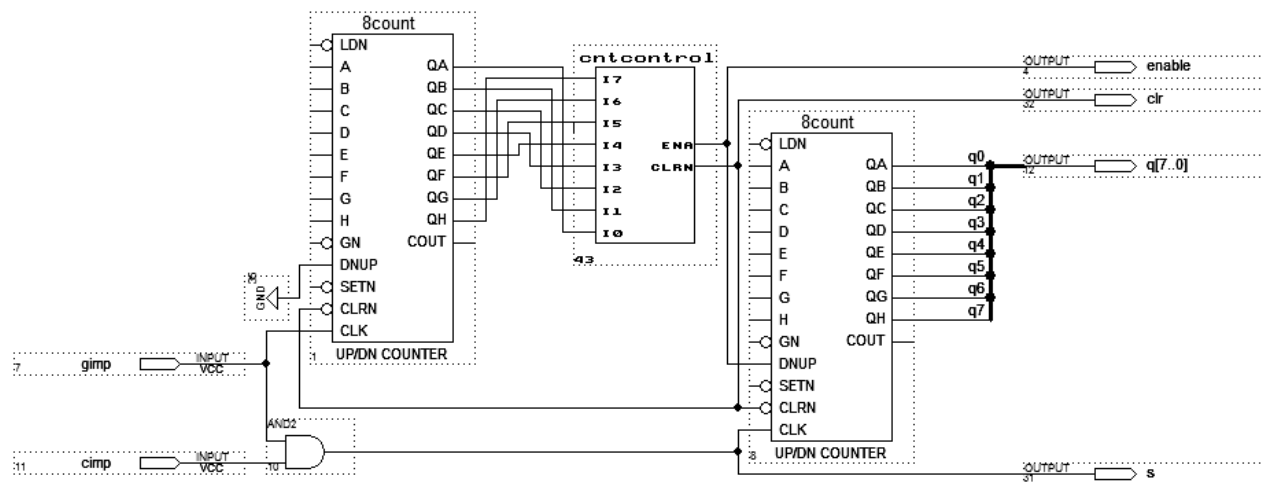 8count
LDN
A
B
C
D
E
F
G
H
GN
DNUP
SETN
CLRN
CLK
QA
QB
QC
QD
QE
QF
QG
QH
COUT
1
UP/DN COUNTER
36
GND
cntcontrol
I7
I6
I5
I4
I3
I2
I1
I0
ENA
CLRN
43
8count
LDN
A
B
C
D
E
F
G
H
GN
DNUP
SETN
CLRN
CLK
QA
QB
QC
QD
QE
QF
QG
QH
COUT
8
UP/DN COUNTER
q0
q1
q2
q3
q4
q5
q6
q7
OUTPUT
4
enable
OUTPUT
32
clr
OUTPUT
12
q[7..0]
7
gimp
INPUT
VCC
AND2
10
11
cimp
INPUT
VCC
OUTPUT
31
s